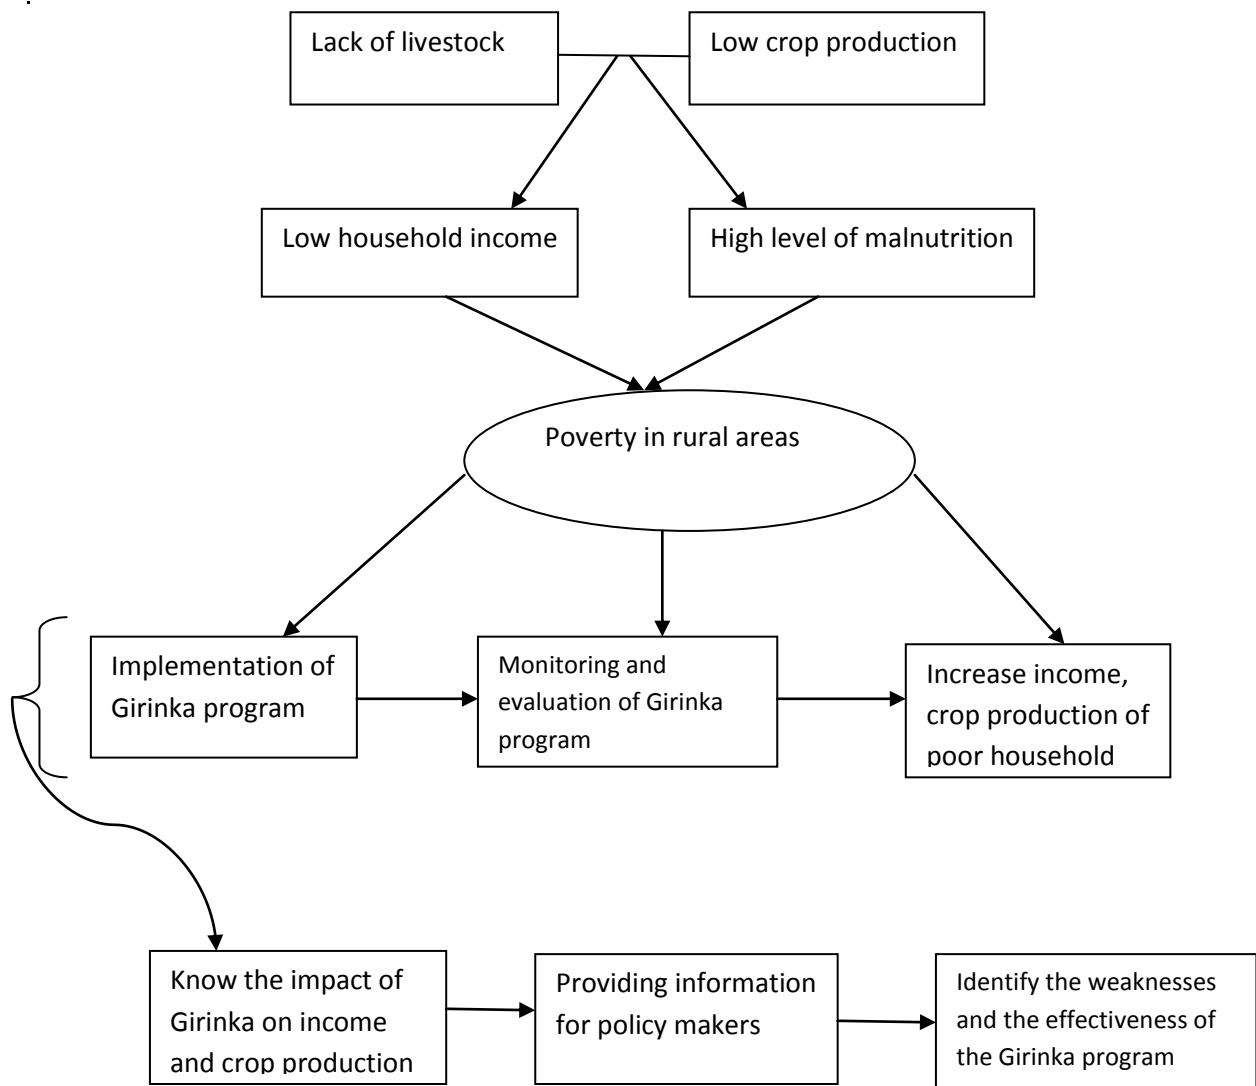 .
Lack of livestock
Low crop production
Low household income
High level of malnutrition
Poverty in rural areas
Implementation of
Girinka program
Monitoring and
evaluation of Girinka
program
Increase income,
crop production of
poor household
Know the impact of
Girinka on income
and crop production
Providing information
for policy makers
Identify the weaknesses
and the effectiveness of
the Girinka program